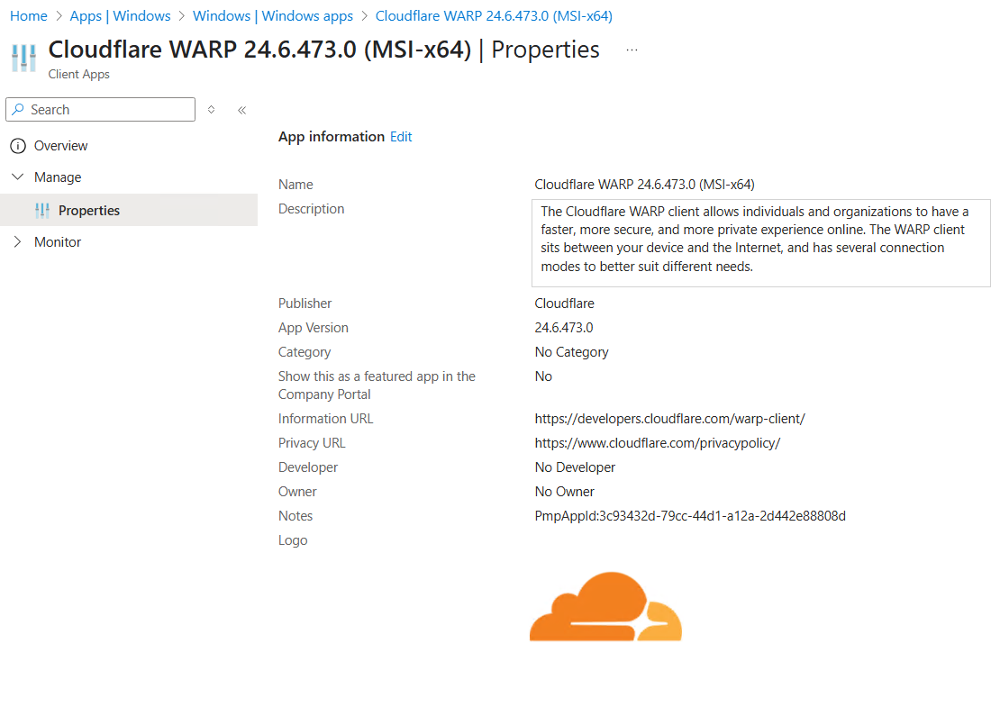 Home > Apps | Windows > Windows | Windows apps > Cloudflare WARP 24.6.473.0 (MSI-x64)
Cloudflare WARP 24.6.473.0 (MSI-x64) | Properties ...
Client Apps
Search
Overview
Manage
Properties
Monitor
App information Edit
Name Cloudflare WARP 24.6.473.0 (MSI-x64)
Description
The Cloudflare WARP client allows individuals and organizations to have a
faster, more secure, and more private experience online. The WARP client
sits between your device and the Internet, and has several connection
modes to better suit different needs.
Publisher Cloudflare
App Version 24.6.473.0
Category No Category
Show this as a featured app in the No
Company Portal
Information URL https://developers.cloudflare.com/warp-client/
Privacy URL https://www.cloudflare.com/privacypolicy/
Developer No Developer
Owner No Owner
Notes PmpAppId:3c93432d-79cc-44d1-a12a-2d442e88808d
Logo